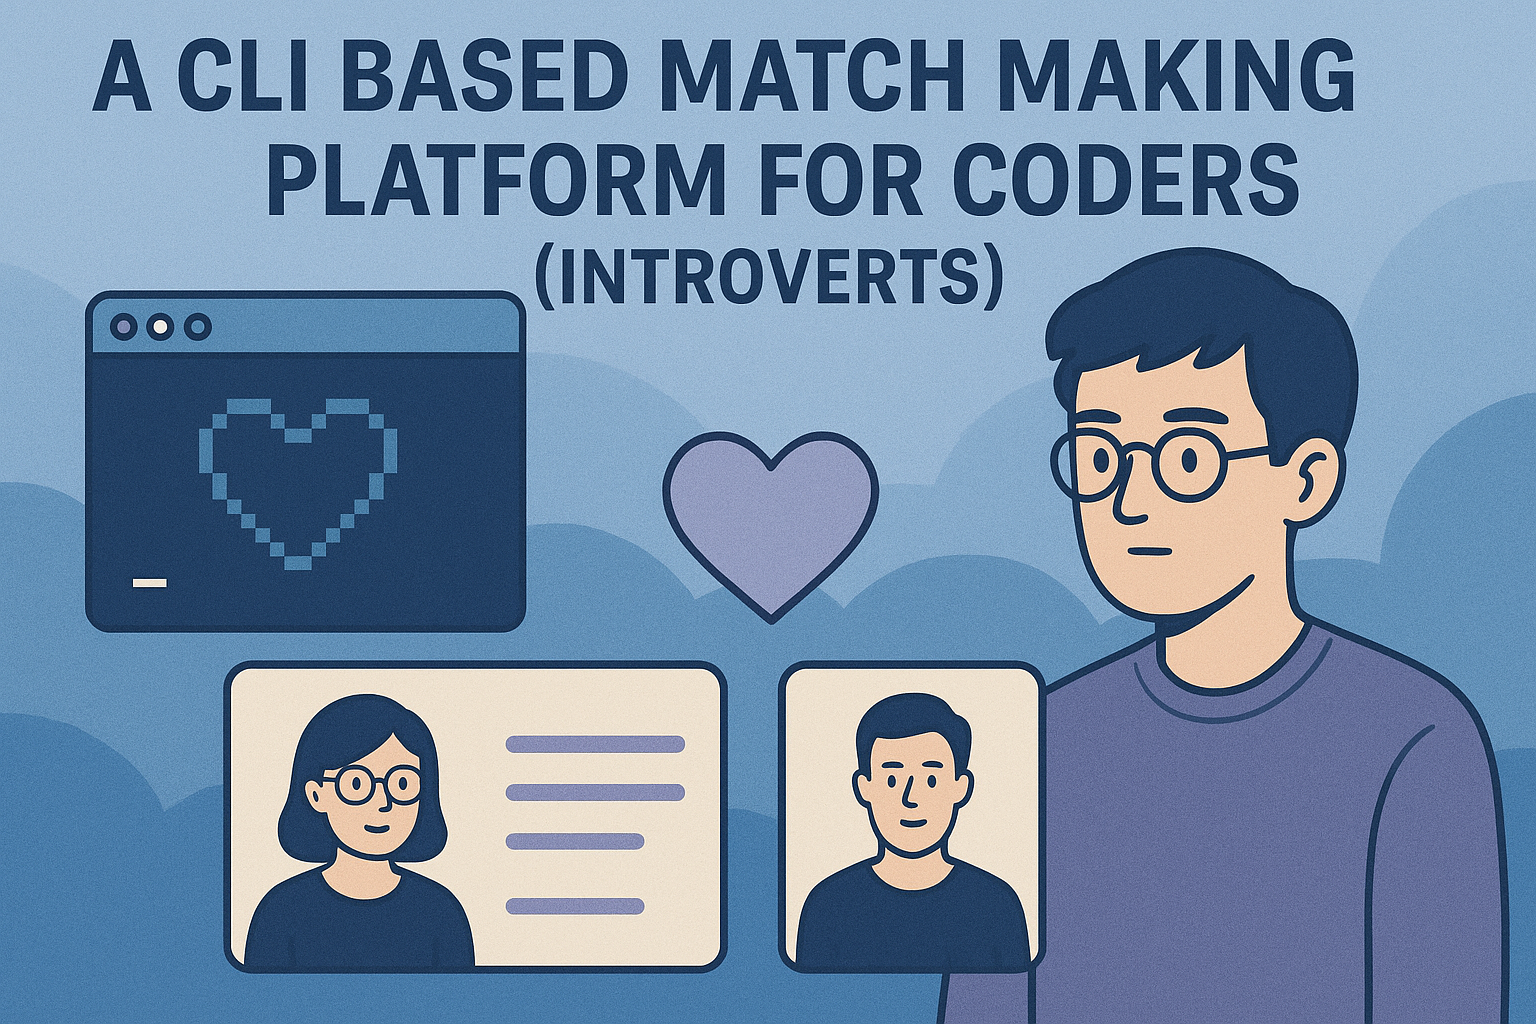 A CLI BASED MATCH MAKING
PLATFORM FOR CODERS
(INTROVERTS)